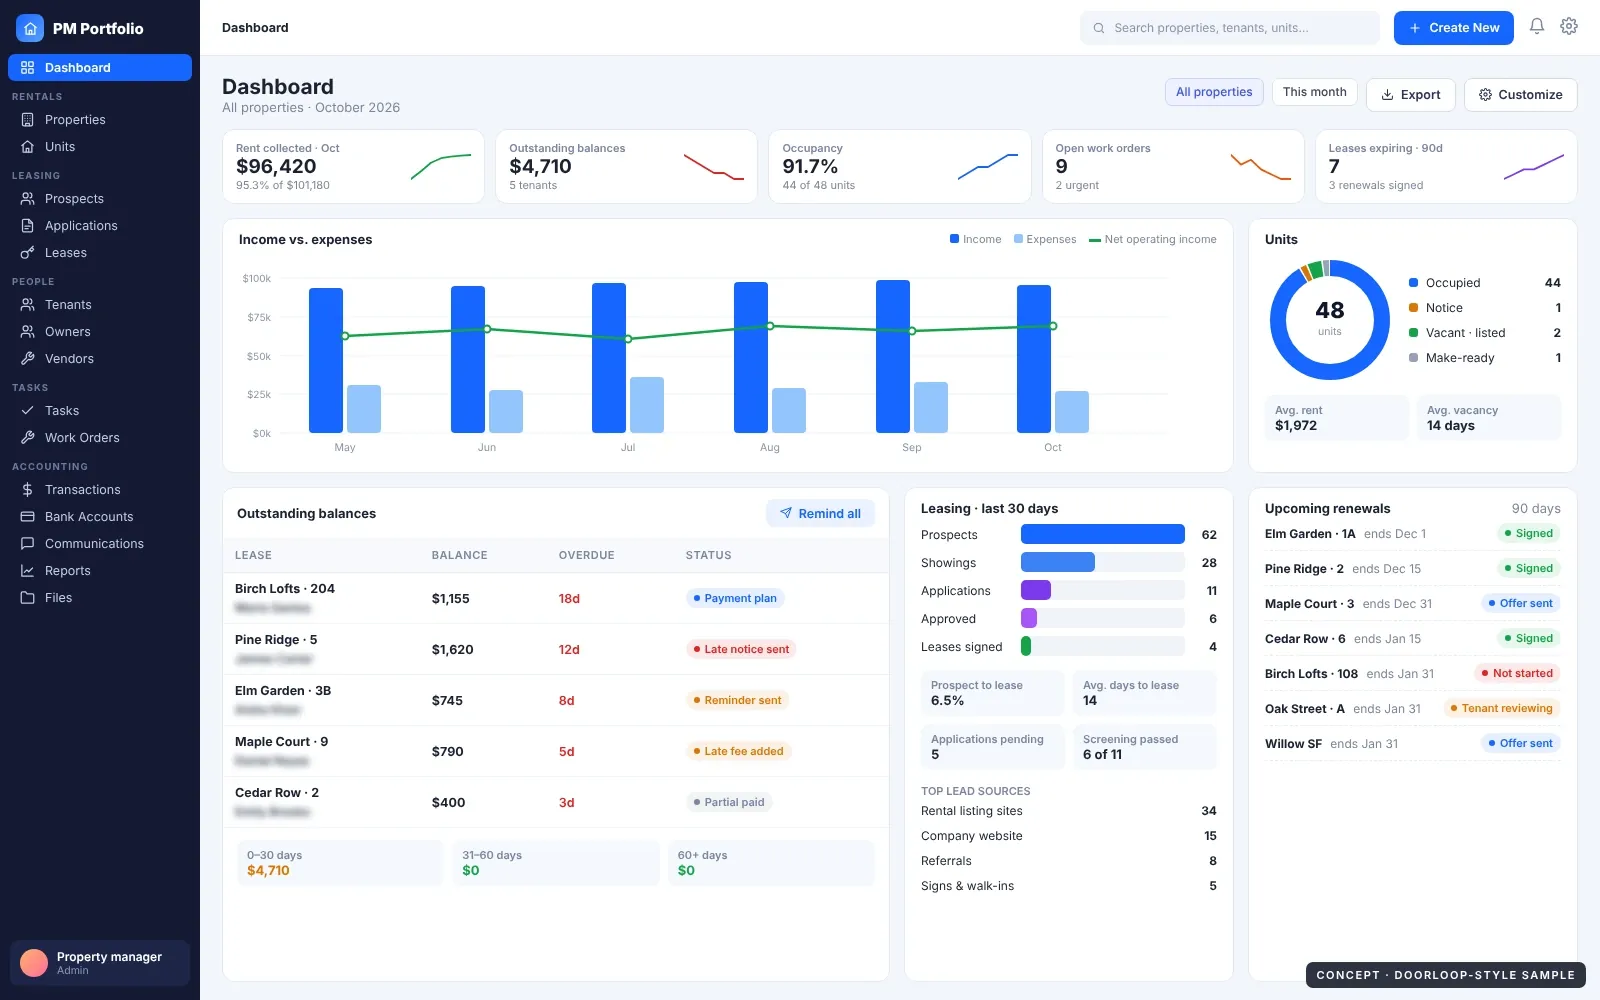 PM Portfolio
Dashboard
RENTALS
Properties
Units
LEASING
Prospects
Applications
Leases
PEOPLE
Tenants
Owners
Vendors
TASKS
Tasks
Work Orders
ACCOUNTING
Transactions
Bank Accounts
Communications
Reports
Files
Property manager
Admin
Dashboard
Search properties, tenants, units...
Create New
Dashboard
All properties · October 2026
All properties
This month
Export
Customize
Rent collected · Oct
$96,420
95.3% of $101,180
Outstanding balances
$4,710
5 tenants
Occupancy
91.7%
44 of 48 units
Open work orders
9
2 urgent
Leases expiring · 90d
7
3 renewals signed
Income vs. expenses
Income
Expenses
Net operating income
$100k
$75k
$50k
$25k
$0k
May
Jun
Jul
Aug
Sep
Oct
Units
48
units
Occupied 44
Notice 1
Vacant · listed 2
Make-ready 1
Avg. rent
$1,972
Avg. vacancy
14 days
Outstanding balances
Remind all
LEASE BALANCE OVERDUE STATUS
Birch Lofts · 204
$1,155 18d Payment plan
Pine Ridge · 5
$1,620 12d Late notice sent
Elm Garden · 3B
$745 8d Reminder sent
Maple Court · 9
$790 5d Late fee added
Cedar Row · 2
$400 3d Partial paid
0–30 days
$4,710
31–60 days
$0
60+ days
$0
Leasing · last 30 days
Prospects 62
Showings 28
Applications 11
Approved 6
Leases signed 4
Prospect to lease
6.5%
Avg. days to lease
14
Applications pending
5
Screening passed
6 of 11
TOP LEAD SOURCES
Rental listing sites 34
Company website 15
Referrals 8
Signs & walk-ins 5
Upcoming renewals 90 days
Elm Garden · 1A ends Dec 1 Signed
Pine Ridge · 2 ends Dec 15 Signed
Maple Court · 3 ends Dec 31 Offer sent
Cedar Row · 6 ends Jan 15 Signed
Birch Lofts · 108 ends Jan 31 Not started
Oak Street · A ends Jan 31 Tenant reviewing
Willow SF ends Jan 31 Offer sent
CONCEPT · DOORLOOP-STYLE SAMPLE